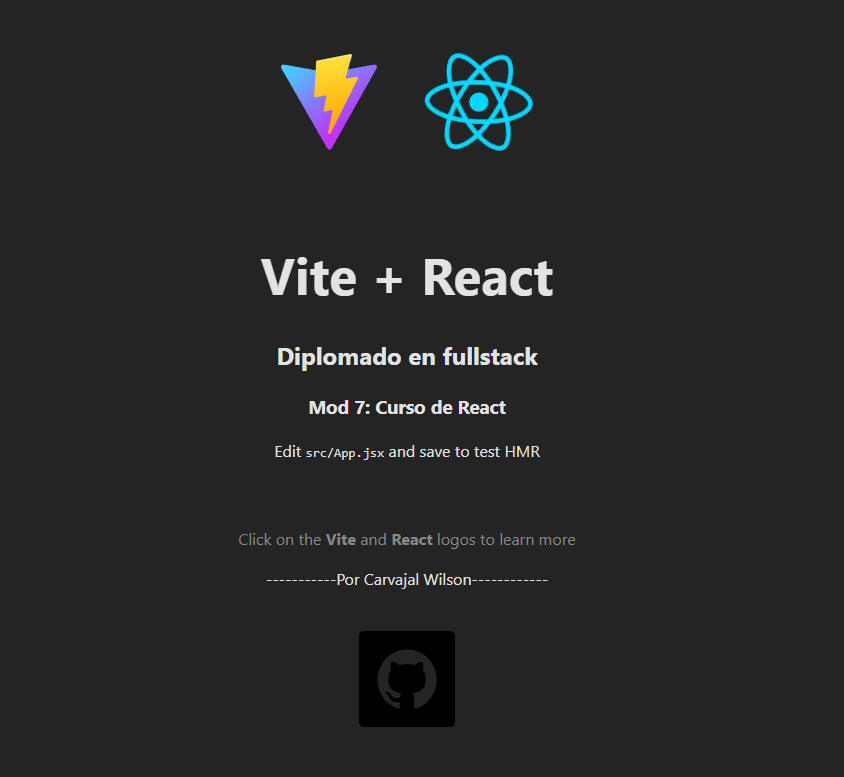 Vite + React
Diplomado en fullstack
Mod 7: Curso de React
Edit src/App.jsx and save to test HMR
Click on the Vite and React logos to learn more
-----------Por Carvajal Wilson------------